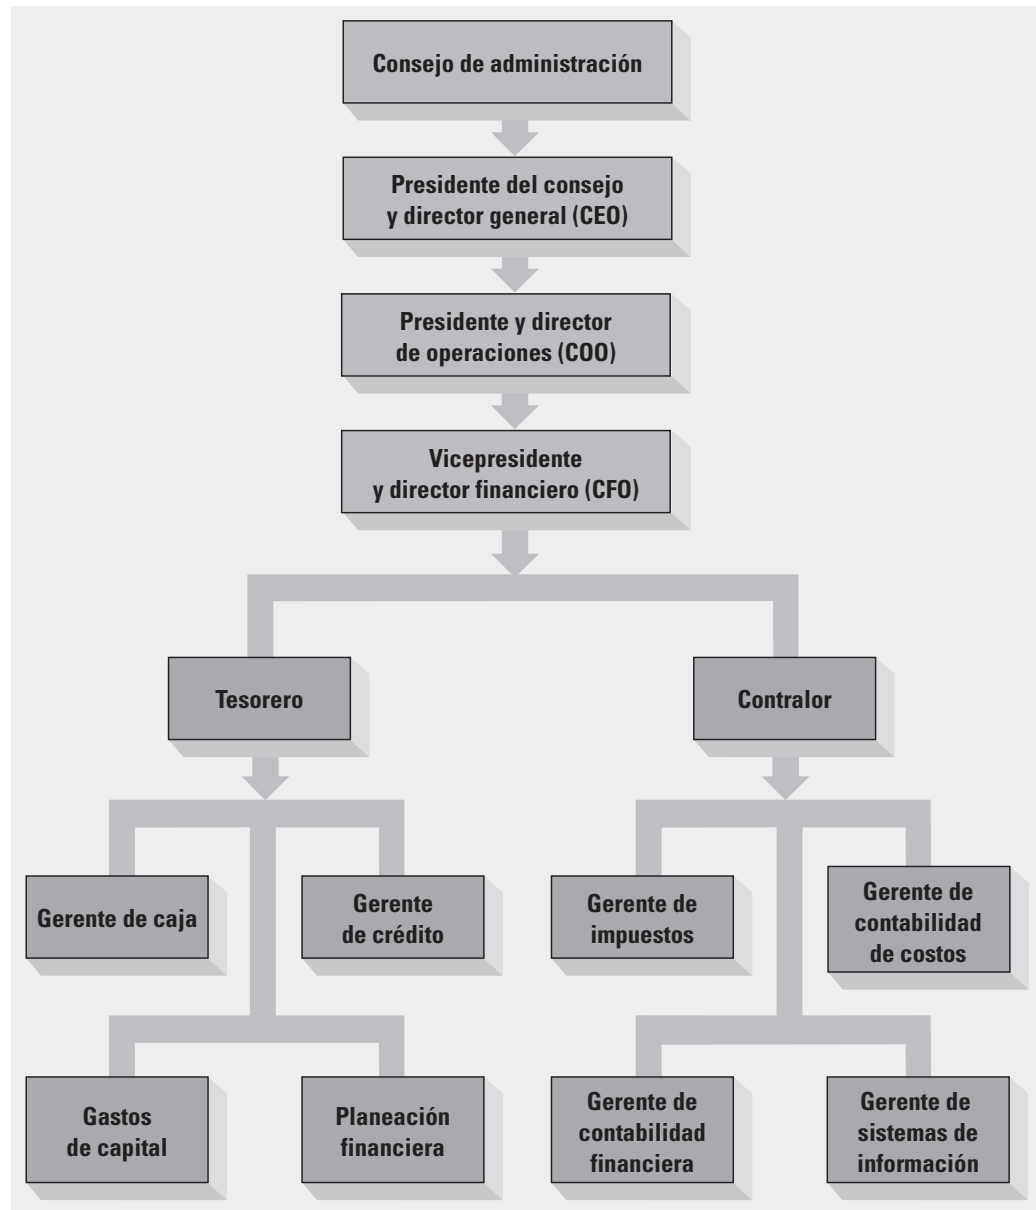 Consejo de administración
Presidente del consejo
y director general (CEO)
Presidente y director
de operaciones (COO)
Vicepresidente
y director financiero (CFO)
Tesorero
Contralor
Gerente de caja
Gerente
de crédito
Gerente de
impuestos
Gerente de
contabilidad
de costos
Gastos
de capital
Planeación
financiera
Gerente de
contabilidad
financiera
Gerente de
sistemas de
información